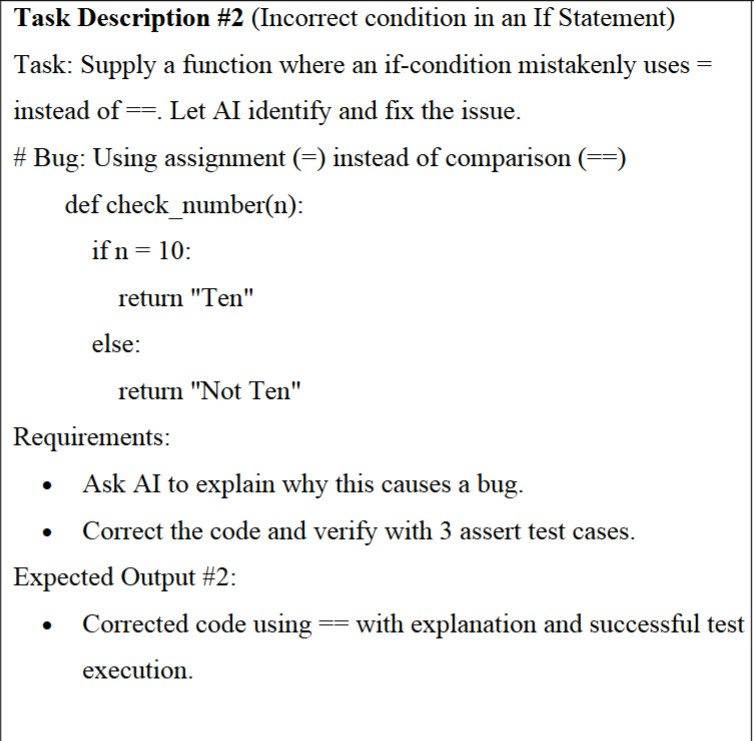 Task Description #2 (Incorrect condition in an If Statement)
Task: Supply a function where an if-condition mistakenly uses =
instead of ==. Let AI identify and fix the issue.
# Bug: Using assignment (=) instead of comparison (==)
def check_number(n):
if n = 10:
return "Ten"
else:
return "Not Ten"
Requirements:
• Ask AI to explain why this causes a bug.
• Correct the code and verify with 3 assert test cases.
Expected Output #2:
• Corrected code using == with explanation and successful test
execution.